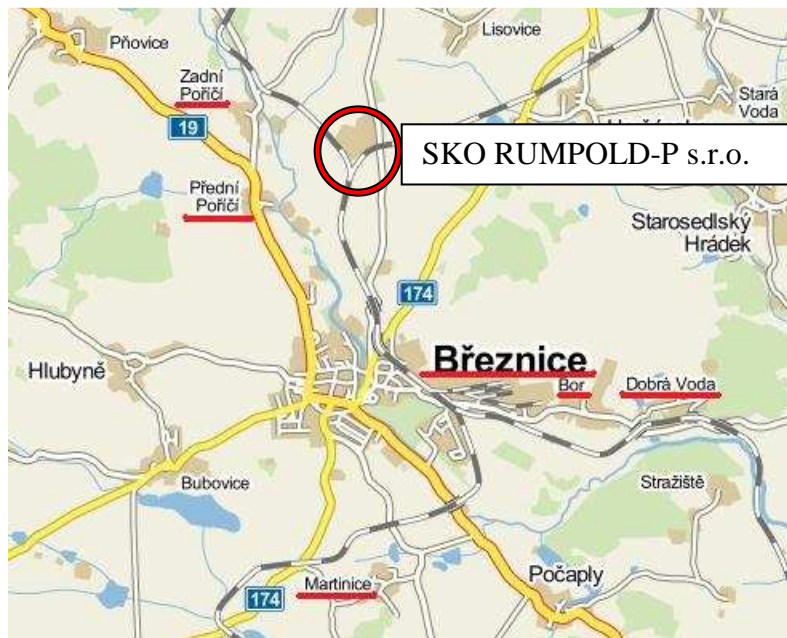 Pňovice
Lisovice
Zadní
Poříčí
Stará
Voda
19
SKO RUMPOLD-P s.r.o.
Přední
Poříčí
Starosedlský
Hrádek
174
Březnice
Hlubyně
Bor
Dobrá Voda
Bubovice
Stražiště
Počaply
Martinice
174